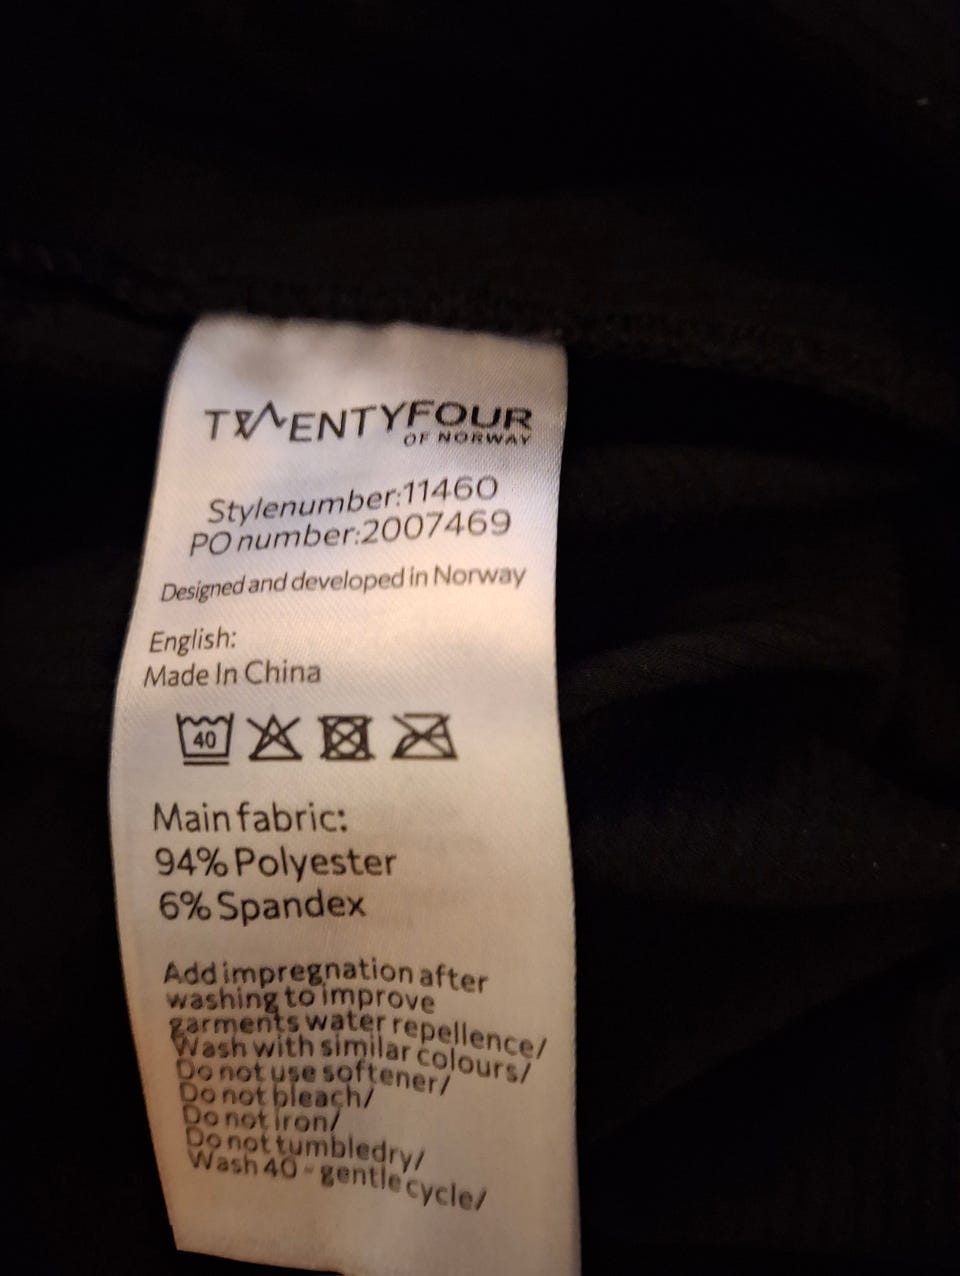 TWENTYFOUR
OF NORWAY
Stylenumber:11460
PO number:2007469
Designed and developed in Norway
English:
Made In China
40
Main fabric:
94% Polyester
6% Spandex
Add impregnation after
washing to improve
garments water repellence/
Wash with similar colours/
Do not use softener/
Do not bleach/
Do not iron/
Do not tumbledry/
Wash 40 - gentle cycle/